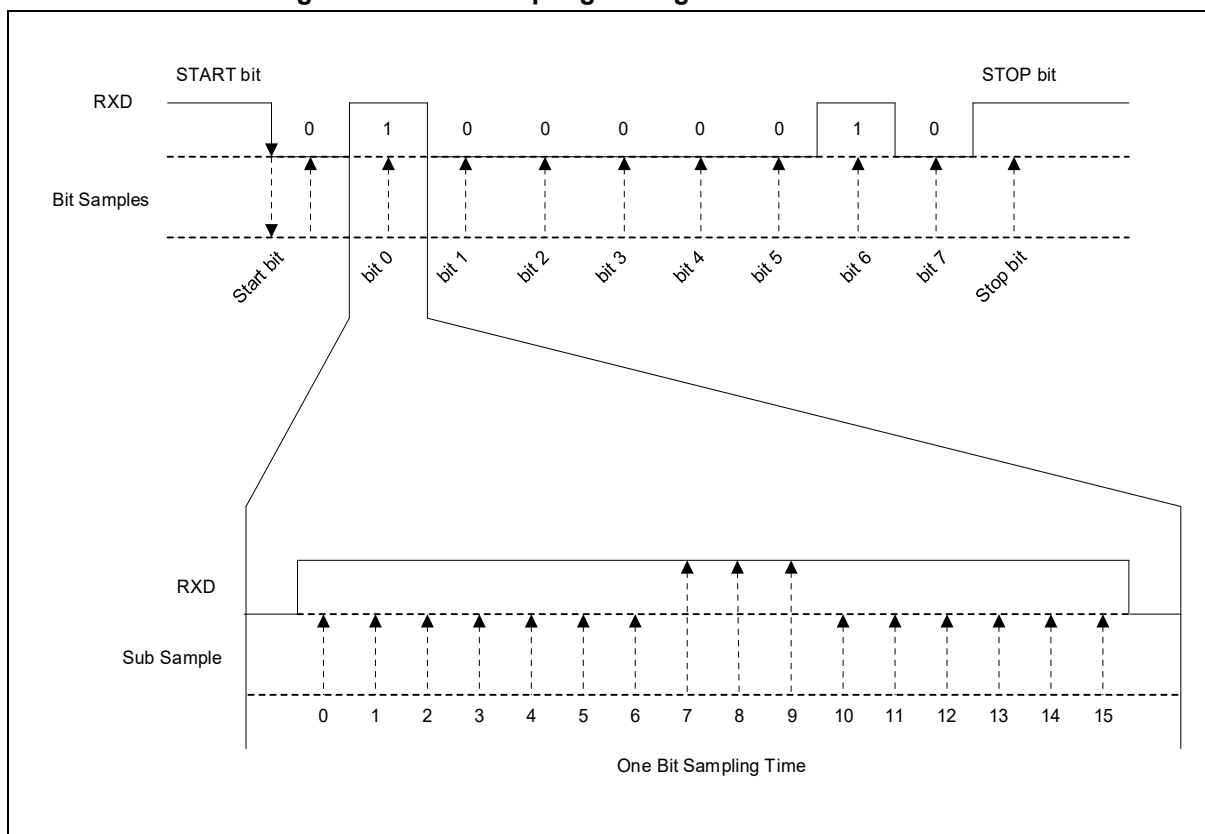 START bit STOP bit
RXD
0 1 0 0 0 0 0 1 0
Bit Samples
Start bit bit 0 bit 1 bit 2 bit 3 bit 4 bit 5 bit 6 bit 7 Stop bit
RXD
Sub Sample
0 1 2 3 4 5 6 7 8 9 10 11 12 13 14 15
One Bit Sampling Time